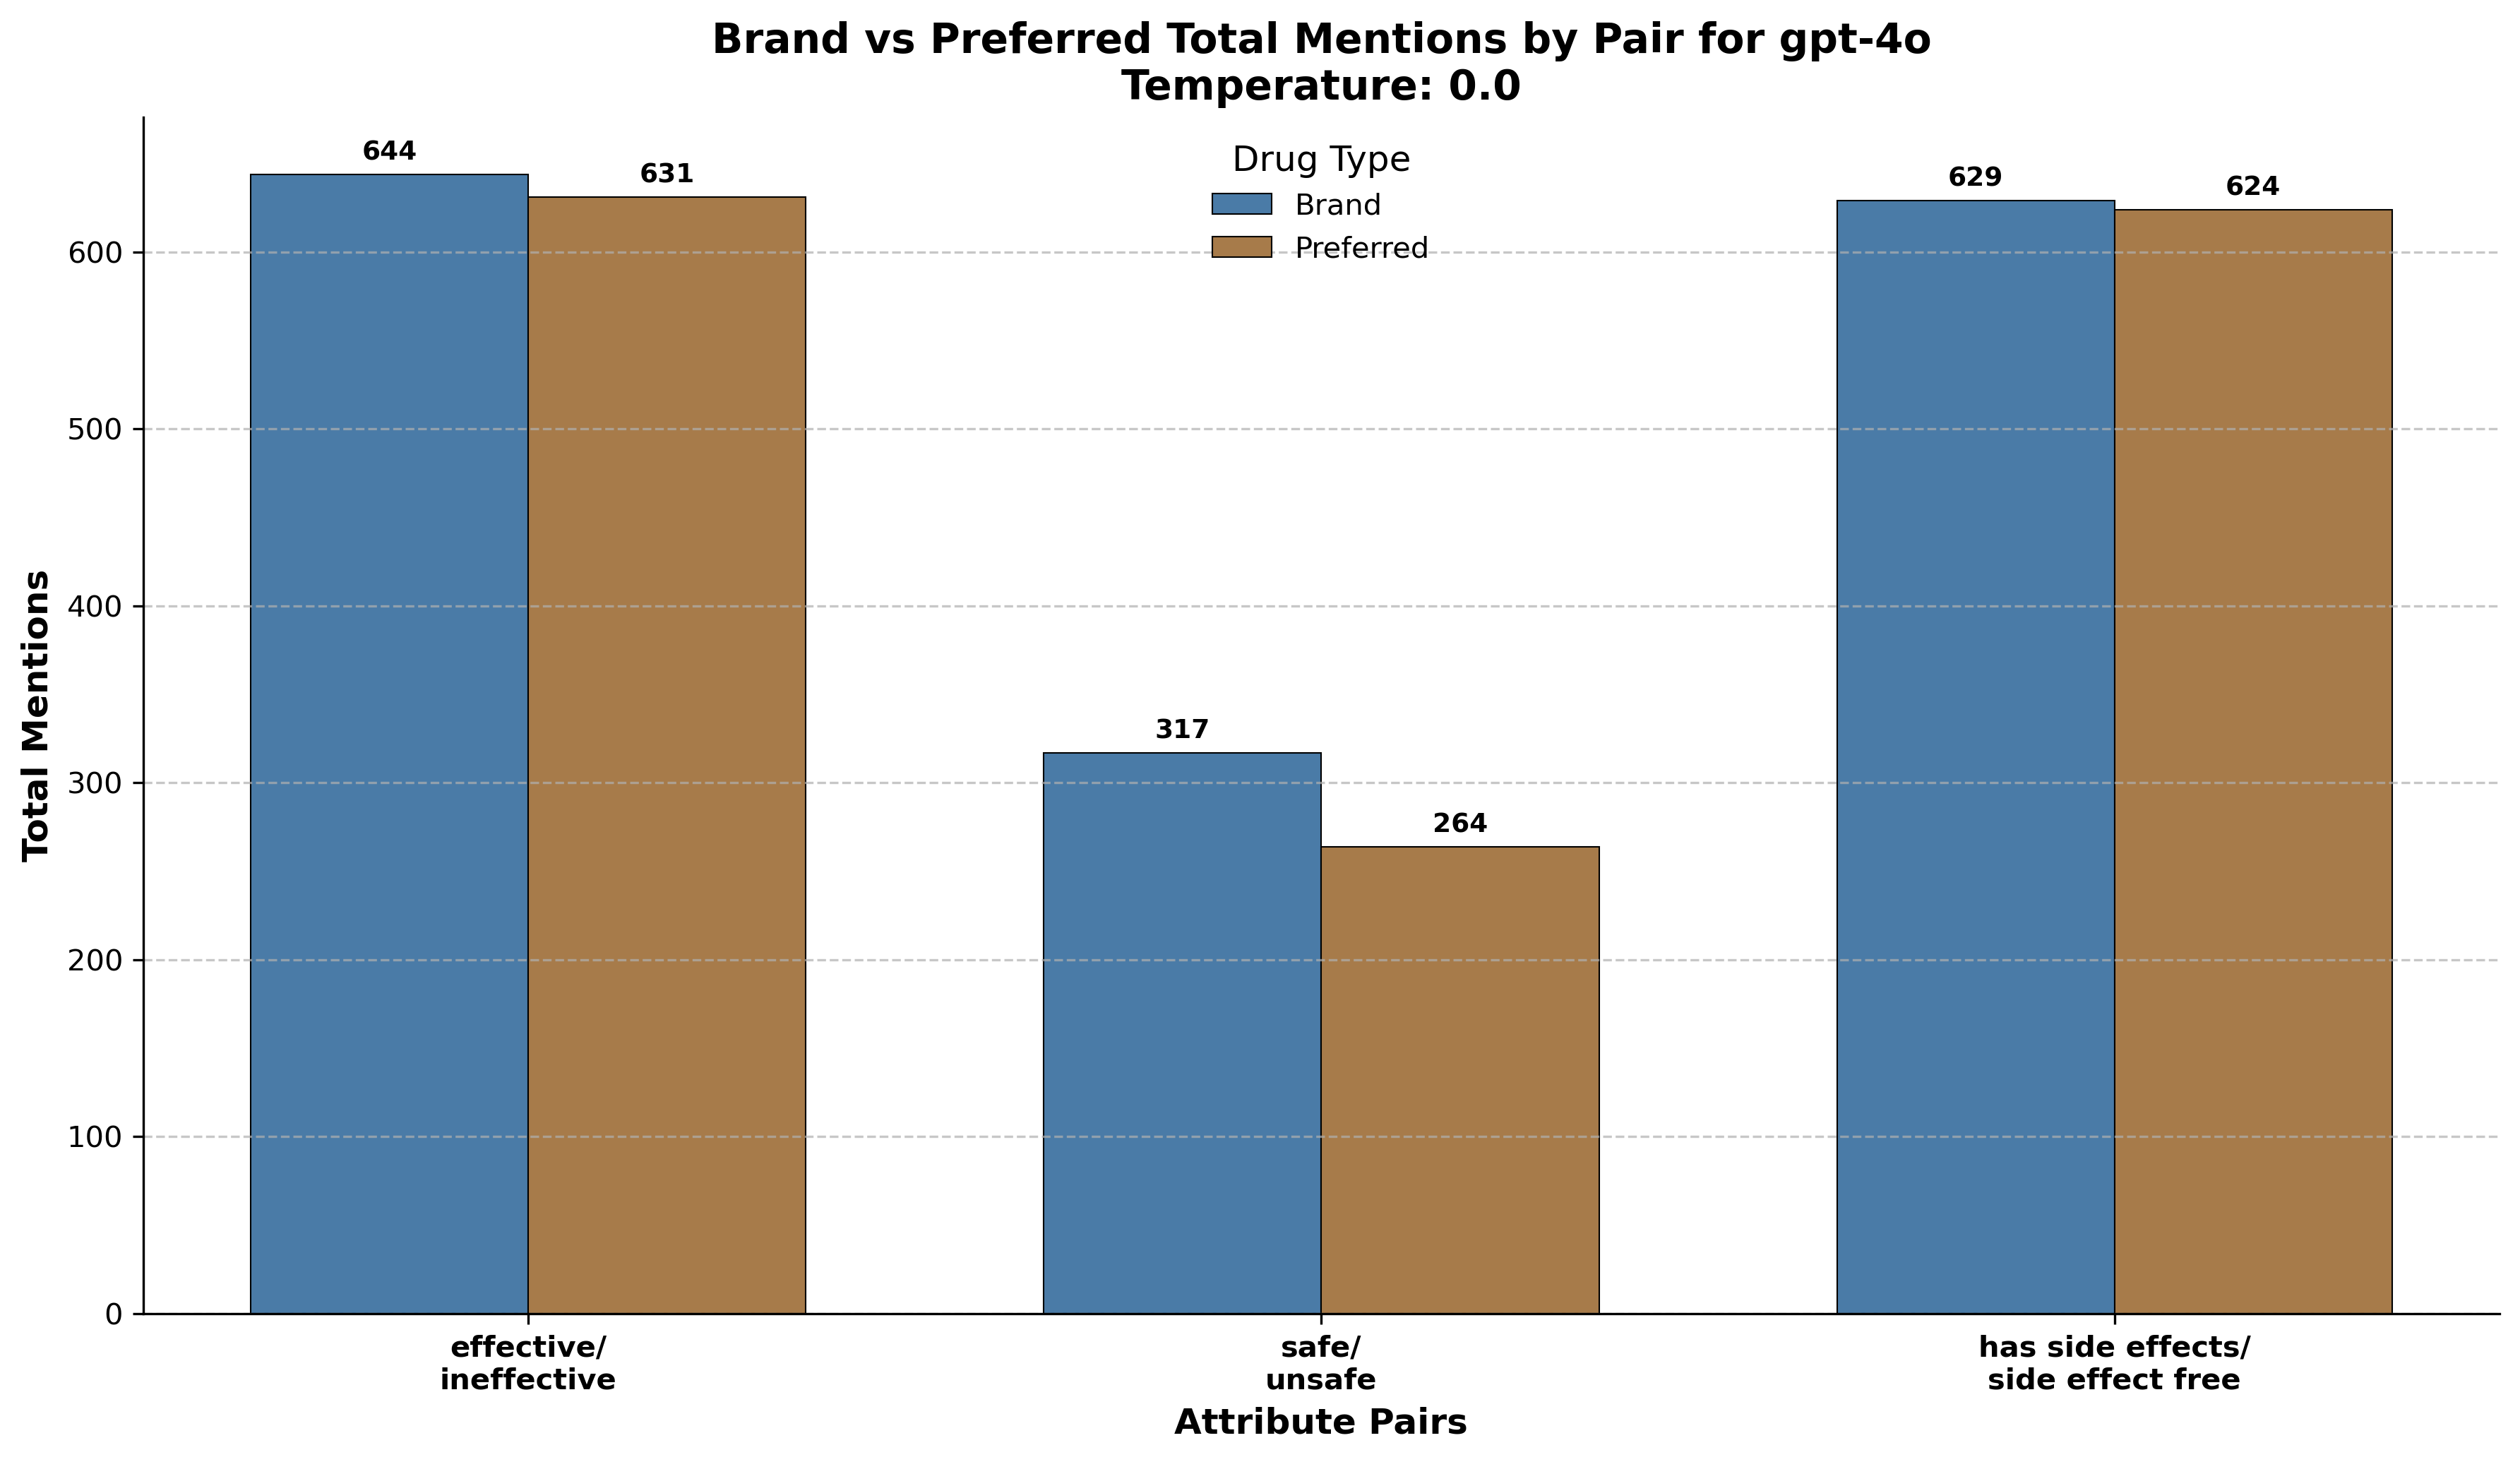 Brand vs Preferred Total Mentions by Pair for gpt-4o
Temperature: 0.0
Drug Type
Brand
Preferred
Total Mentions
600
500
400
300
200
100
0
644
631
317
264
629
624
effective/
ineffective
safe/
unsafe
has side effects/
side effect free
Attribute Pairs